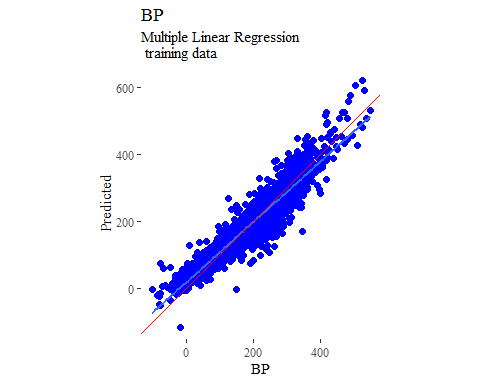 BP
Multiple Linear Regression
training data
600
400
200
0
Predicted
0 200 400
BP